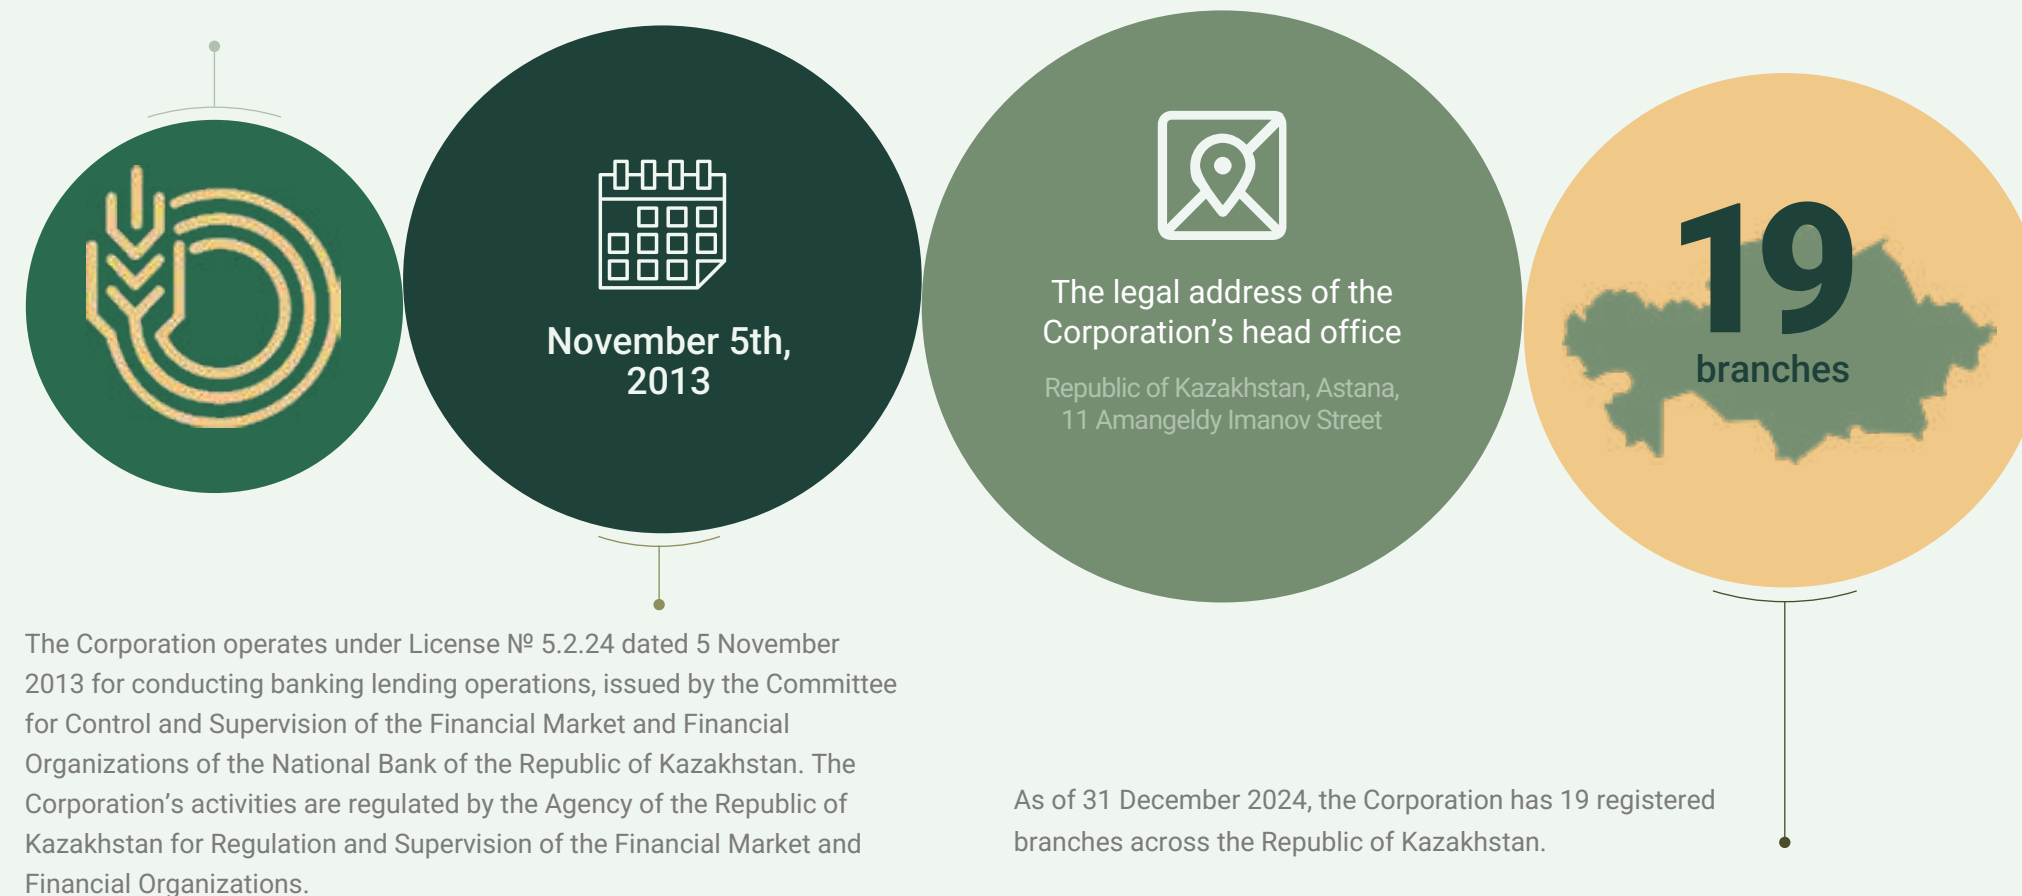 November 5th,
2013
The legal address of the
Corporation’s head office
Republic of Kazakhstan, Astana,
11 Amangeldy Imanov Street
19
branches
The Corporation operates under License № 5.2.24 dated 5 November
2013 for conducting banking lending operations, issued by the Committee
for Control and Supervision of the Financial Market and Financial
Organizations of the National Bank of the Republic of Kazakhstan. The
Corporation’s activities are regulated by the Agency of the Republic of
Kazakhstan for Regulation and Supervision of the Financial Market and
Financial Organizations.
As of 31 December 2024, the Corporation has 19 registered
branches across the Republic of Kazakhstan.